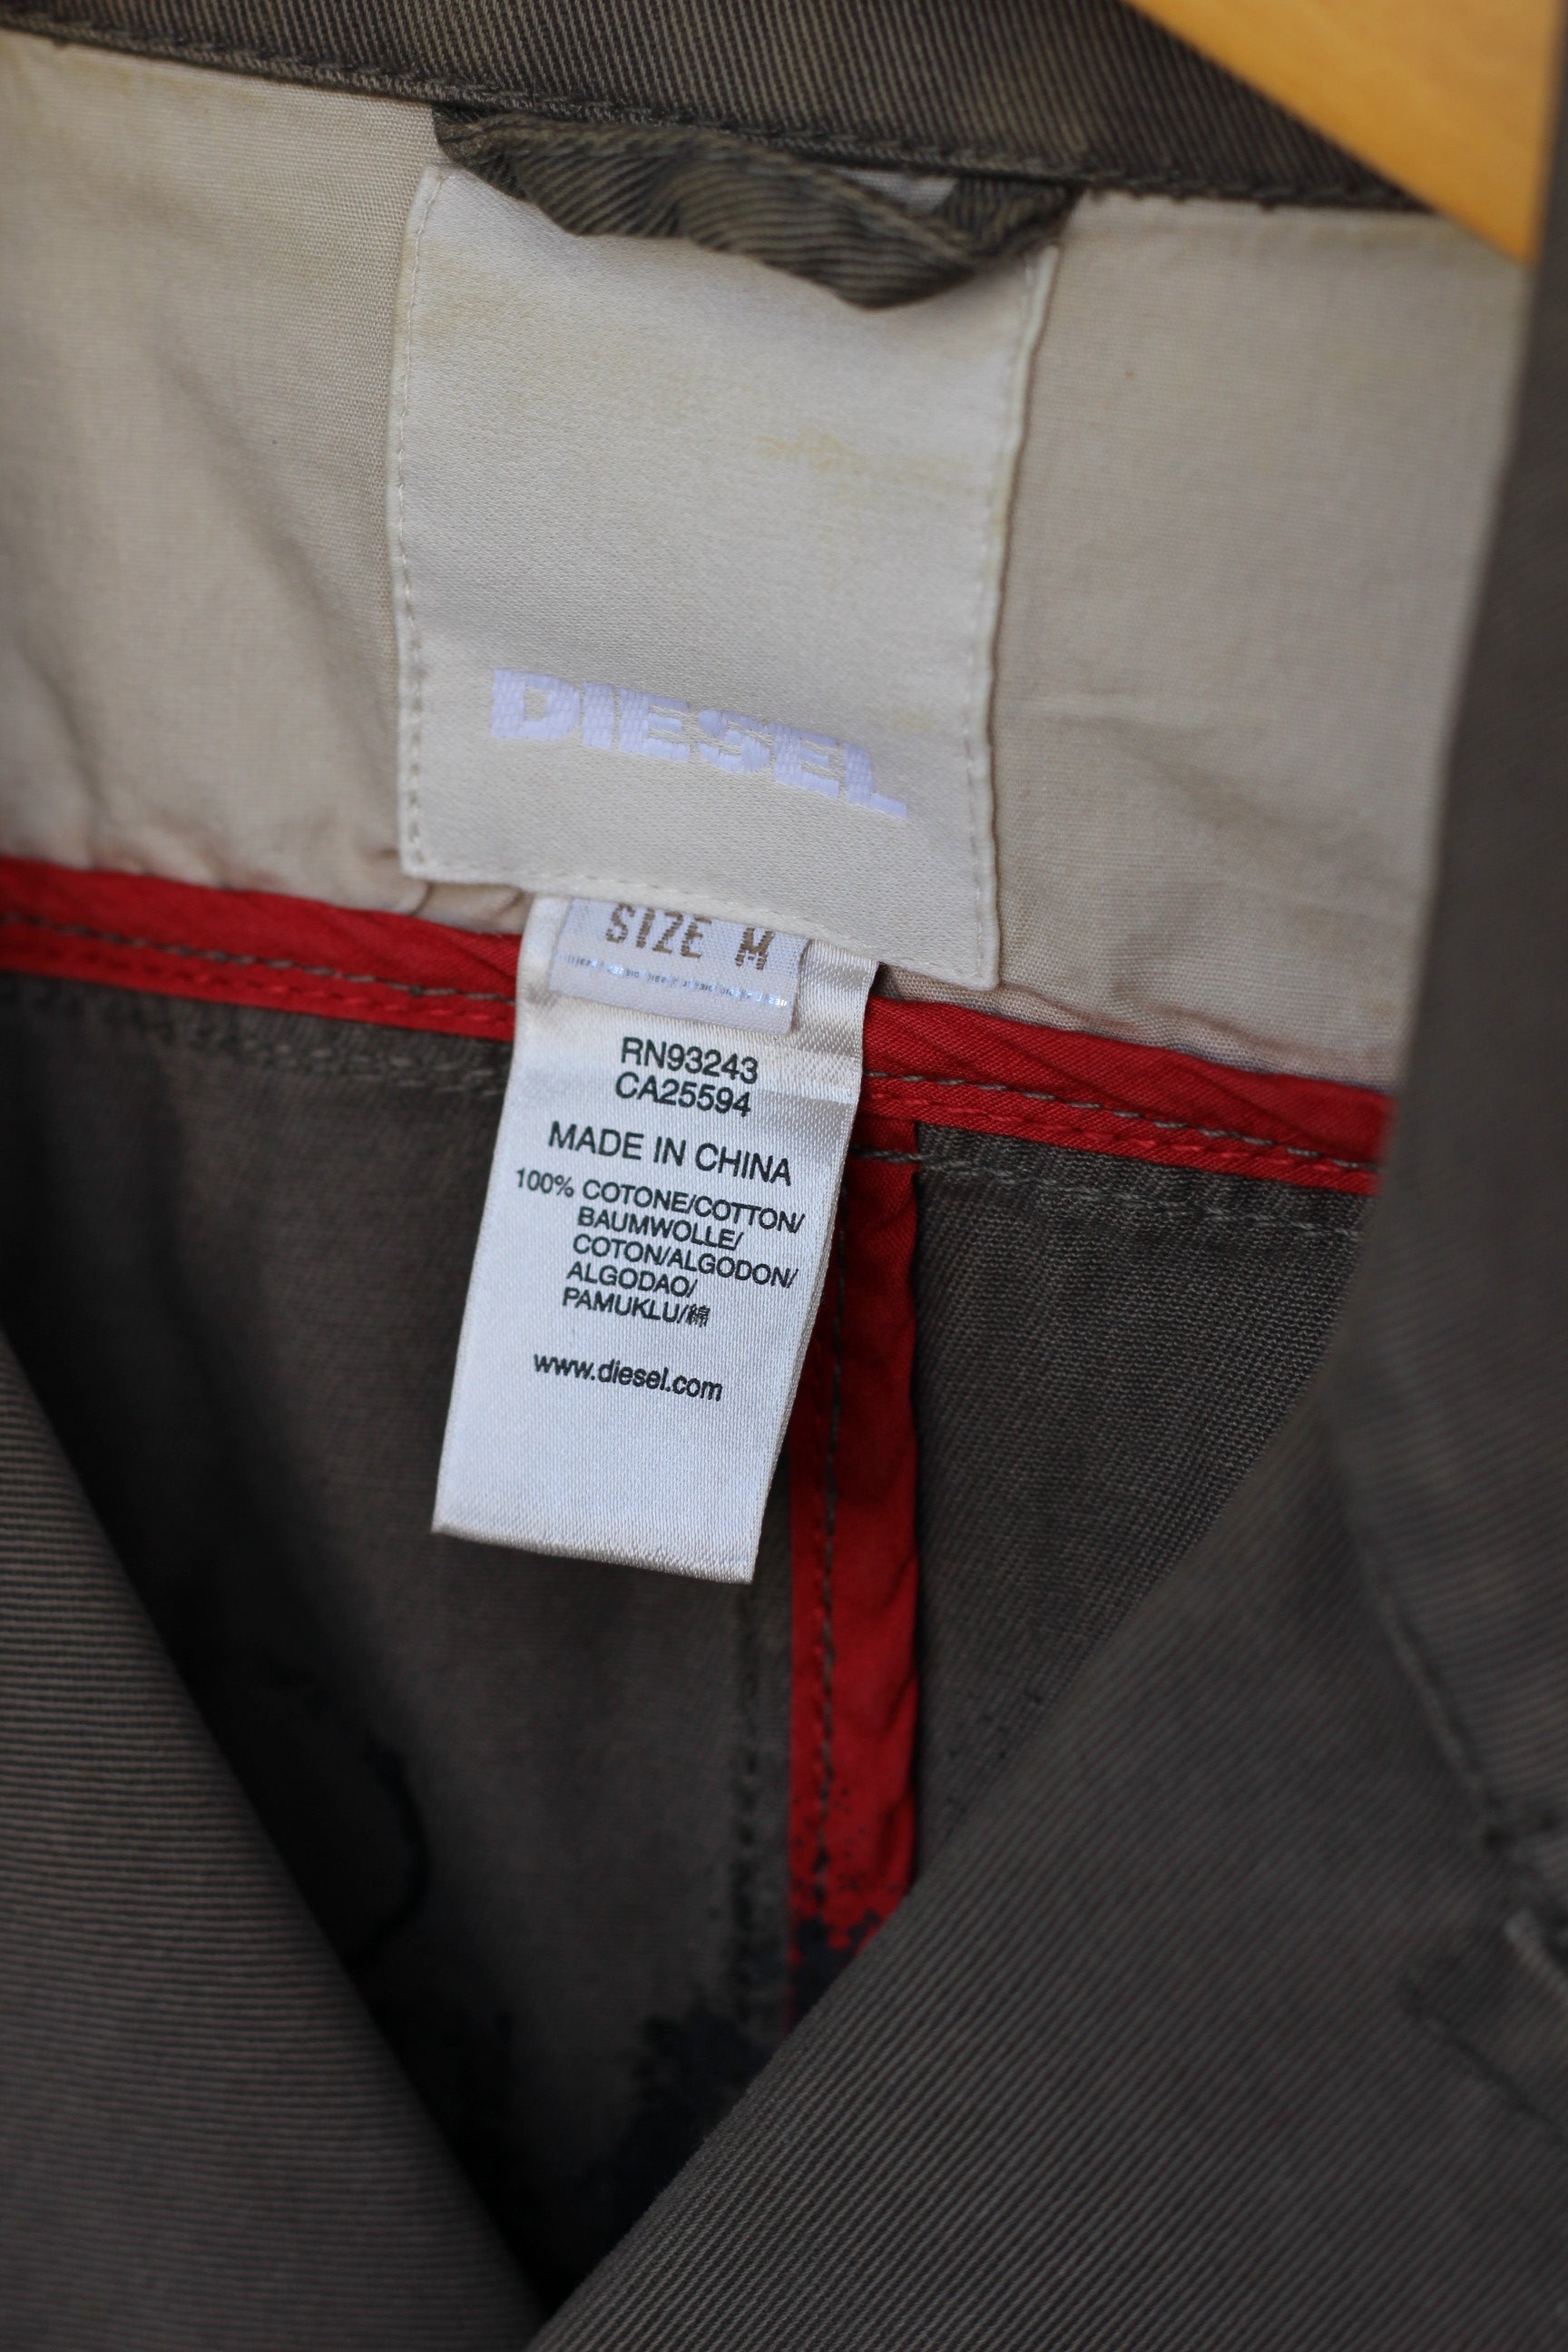 DIESEL
SIZE M
RN93243
CA25594
MADE IN CHINA
100% COTONE/COTTON/
BAUMWOLLE/
COTON/ALGODON/
ALGODAO/
PAMUKLU/綿
www.diesel.com